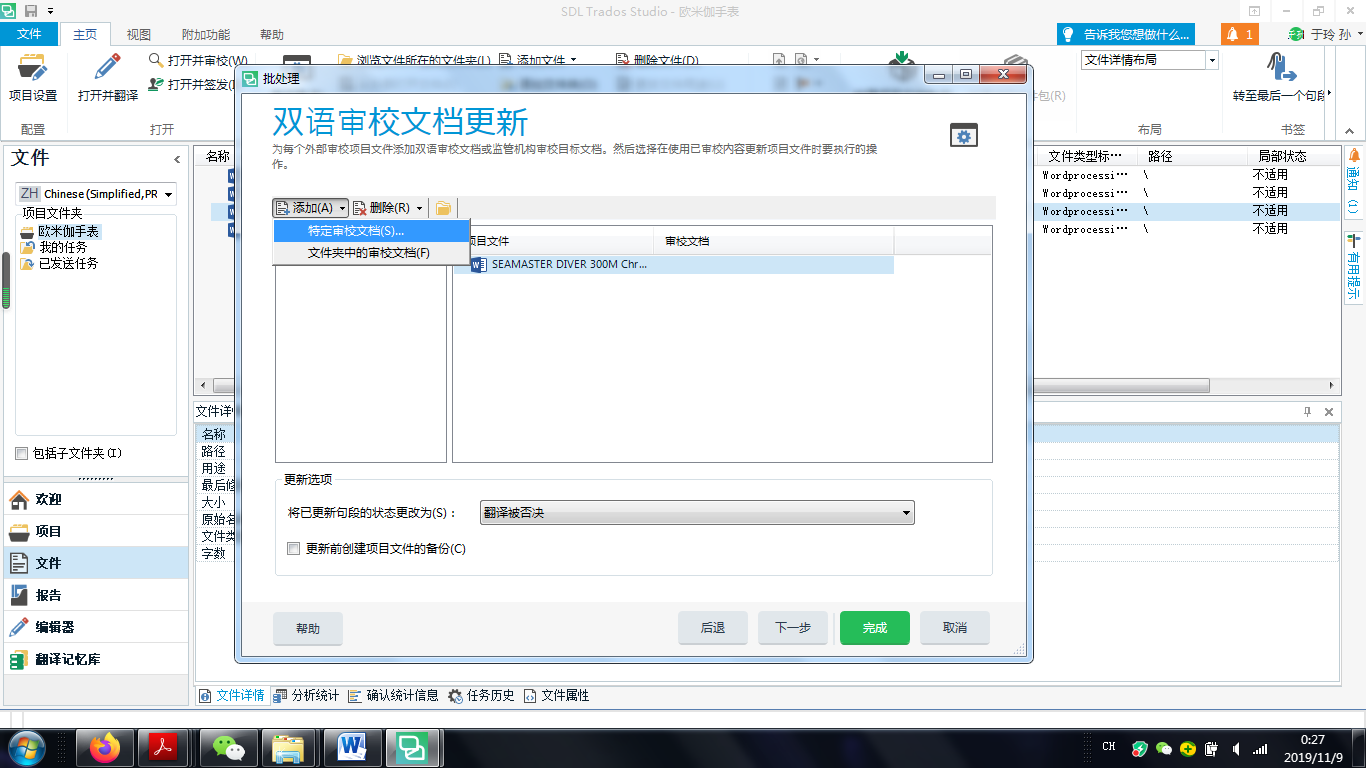 SDL Trados Studio - 欧米伽手表
文件 主页 视图 附加功能 帮助
告诉我您想做什么... 1 于玲 孙
项目设置
配置
打开并翻译
打开并审校(W)
打开并签发
打开
浏览文件所在的文件夹(L) 添加文件 删除文件(D)
包(R)
文件详情布局
布局
转至最后一个句段
书签
文件
ZH Chinese (Simplified,PR
项目文件夹
欧米伽手表
我的任务
已发送任务
包括子文件夹(I)
欢迎
项目
文件
报告
编辑器
翻译记忆库
名称
文件类型标… 路径 局部状态
Wordprocessi… \ 不适用
Wordprocessi… \ 不适用
Wordprocessi… \ 不适用
Wordprocessi… \ 不适用
通知 (1)
有用提示
文件详
名称
路径
用途
最后修
大小
原始名
文件类
字数
批处理
双语审校文档更新
为每个外部审校项目文件添加双语审校文档或监管机构审校目标文档。然后选择在使用已审校内容更新项目文件时要执行的操
作。
添加(A) 删除(R)
特定审校文档(S)...
文件夹中的审校文档(F)
项目文件 审校文档
SEAMASTER DIVER 300M Chr...
更新选项
将已更新句段的状态更改为(S)： 翻译被否决
更新前创建项目文件的备份(C)
帮助 后退 下一步 完成 取消
文件详情 分析统计 确认统计信息 任务历史 文件属性
CH
0:27
2019/11/9